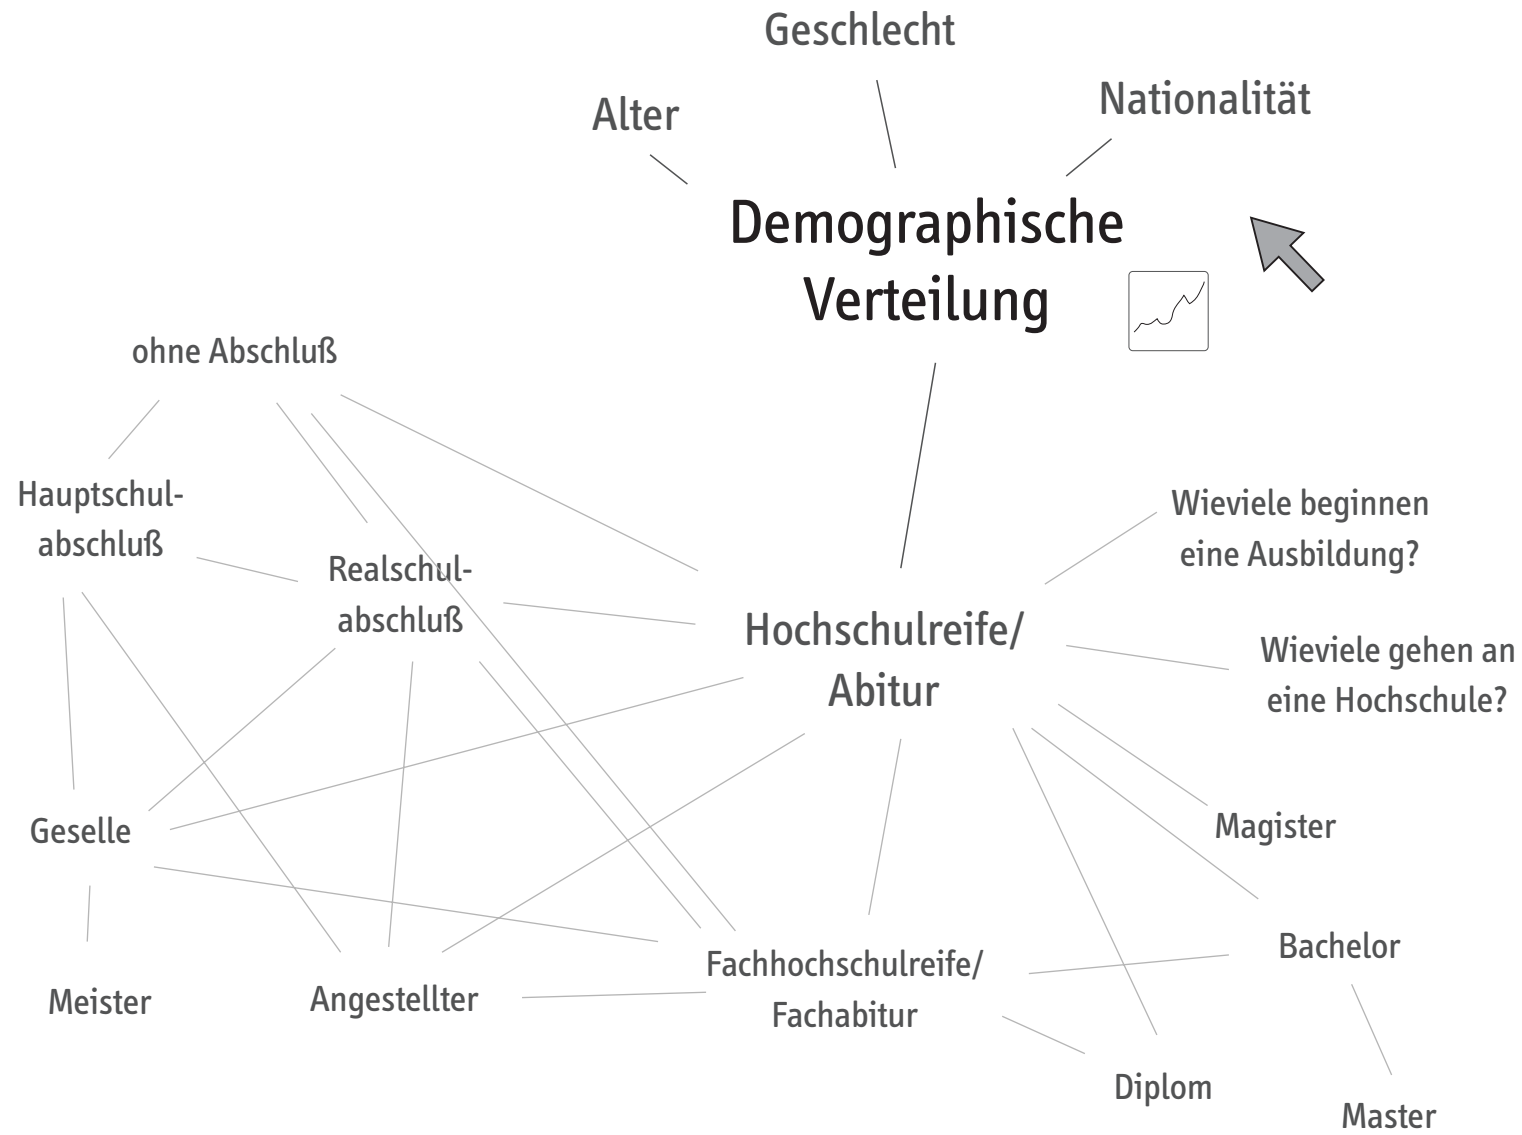 Geschlecht
Alter
Nationalität
Demographische
Verteilung
ohne Abschluß
Hauptschul-
abschluß
Realschul-
abschluß
Wieviele beginnen
eine Ausbildung?
Hochschulreife/
Abitur
Wieviele gehen an
eine Hochschule?
Geselle
Magister
Meister
Angestellter
Fachhochschulreife/
Fachabitur
Bachelor
Diplom
Master